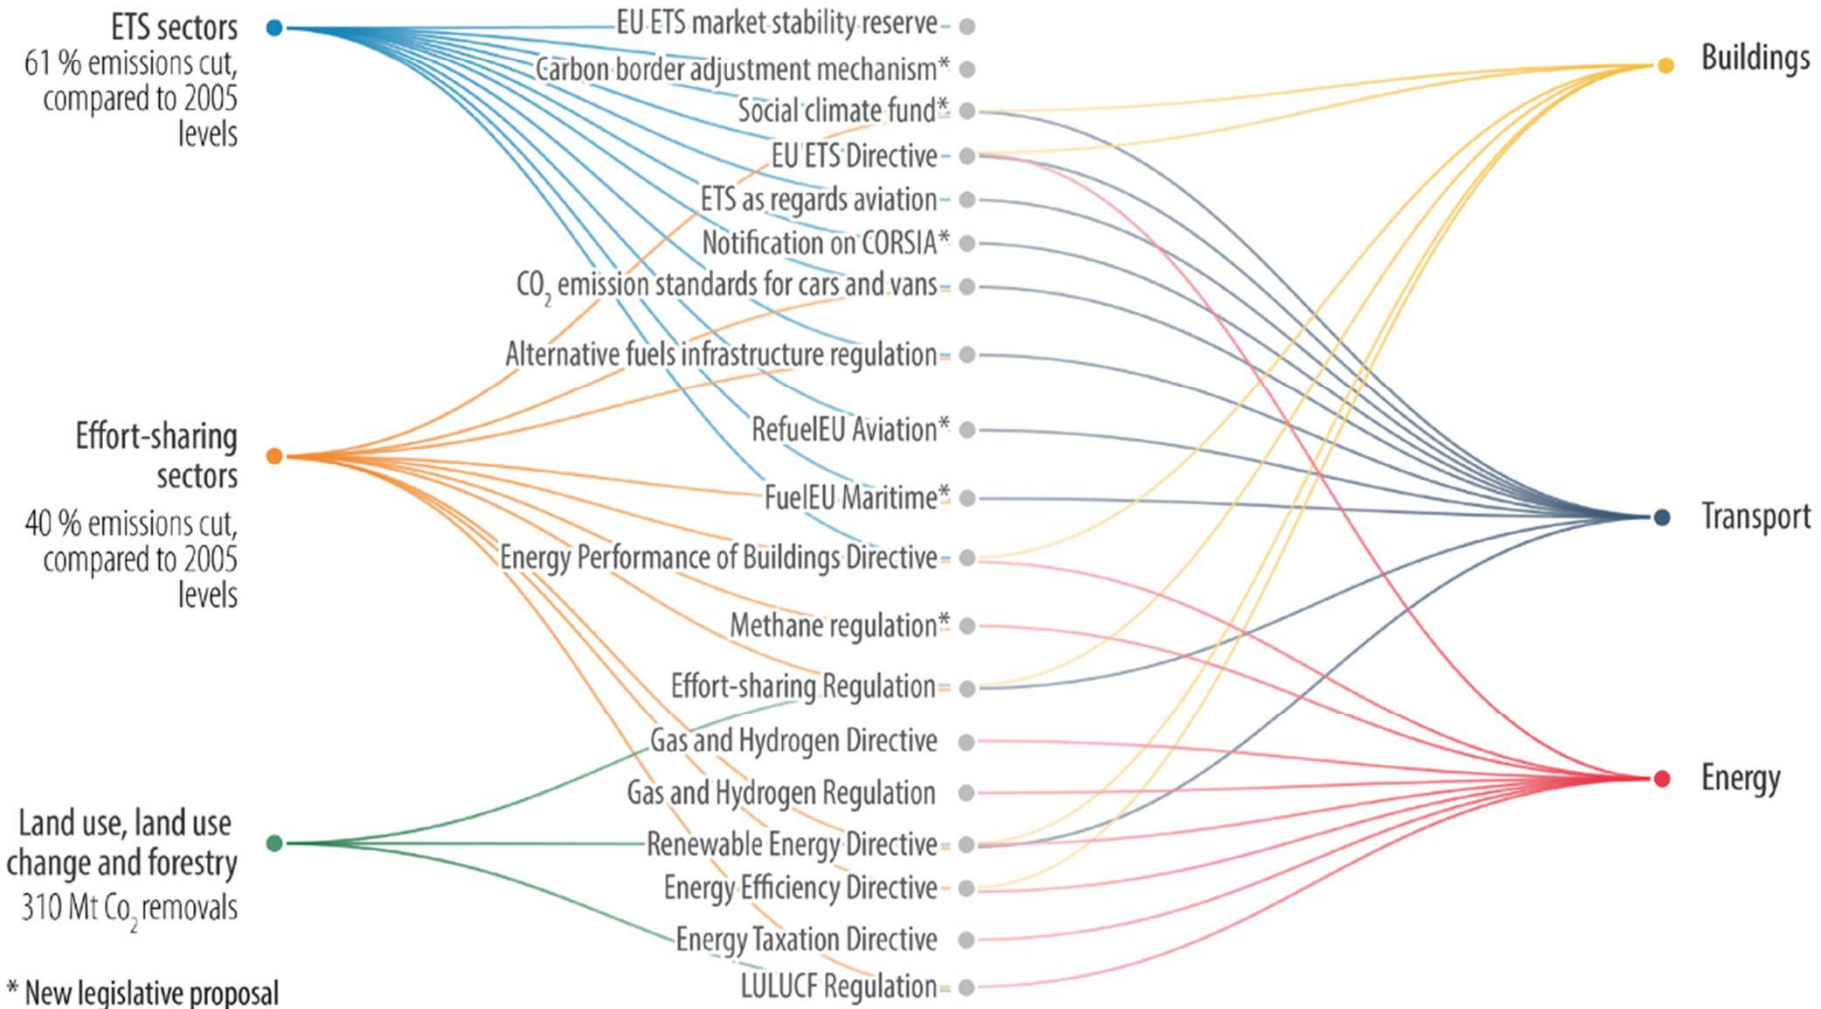 ETS sectors
61 % emissions cut,
compared to 2005
levels
Effort-sharing
sectors
40 % emissions cut,
compared to 2005
levels
Land use, land use
change and forestry
310 Mt Co2 removals
* New legislative proposal
EU ETS market stability reserve
Carbon border adjustment mechanism*
Social climate fund*
EU ETS Directive
ETS as regards aviation
Notification on CORSIA*
CO2 emission standards for cars and vans
Alternative fuels infrastructure regulation
RefuelEU Aviation*
FuelEU Maritime*
Energy Performance of Buildings Directive
Methane regulation*
Effort-sharing Regulation
Gas and Hydrogen Directive
Gas and Hydrogen Regulation
Renewable Energy Directive
Energy Efficiency Directive
Energy Taxation Directive
LULUCF Regulation
Buildings
Transport
Energy